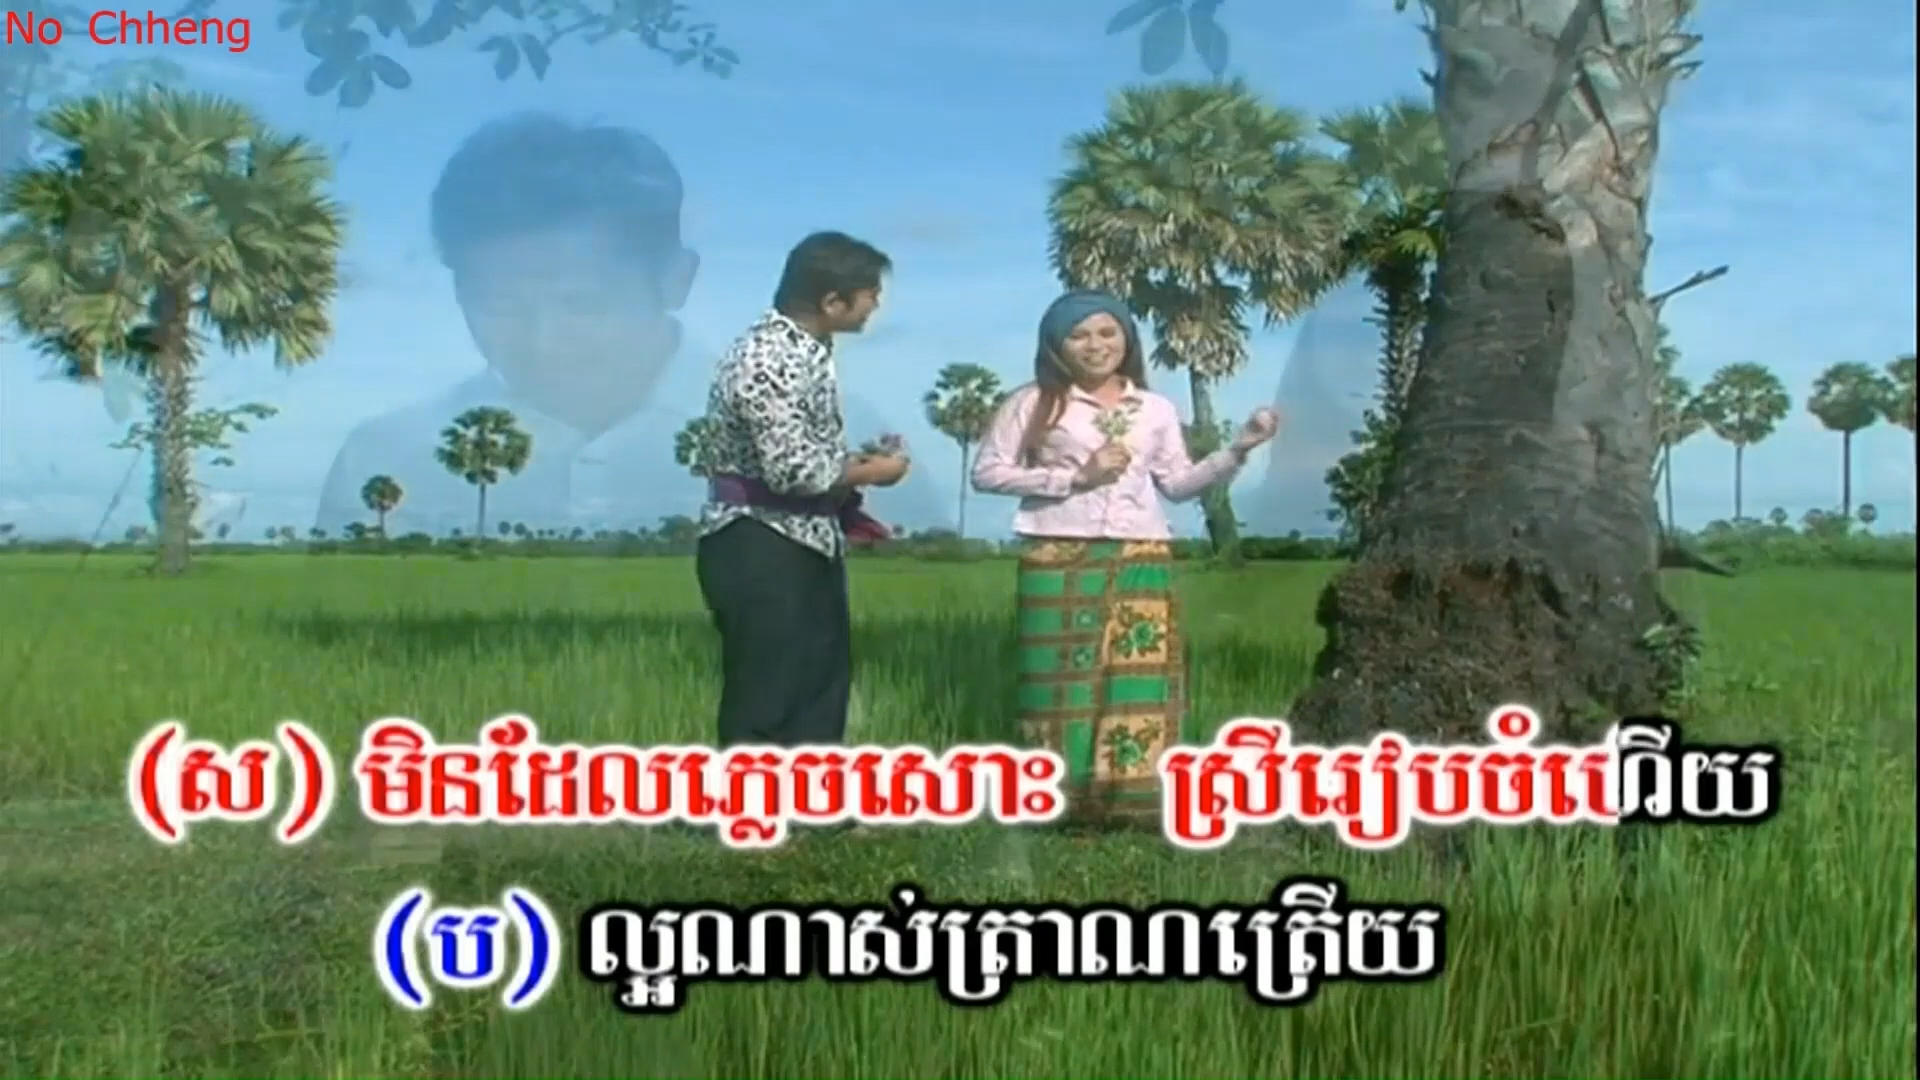 No Chheng
(ស) មិនដែលភ្លេចសោះ ស្រីរៀបចំហើយ
(ប) ល្អណាស់ត្រាណត្រើយ